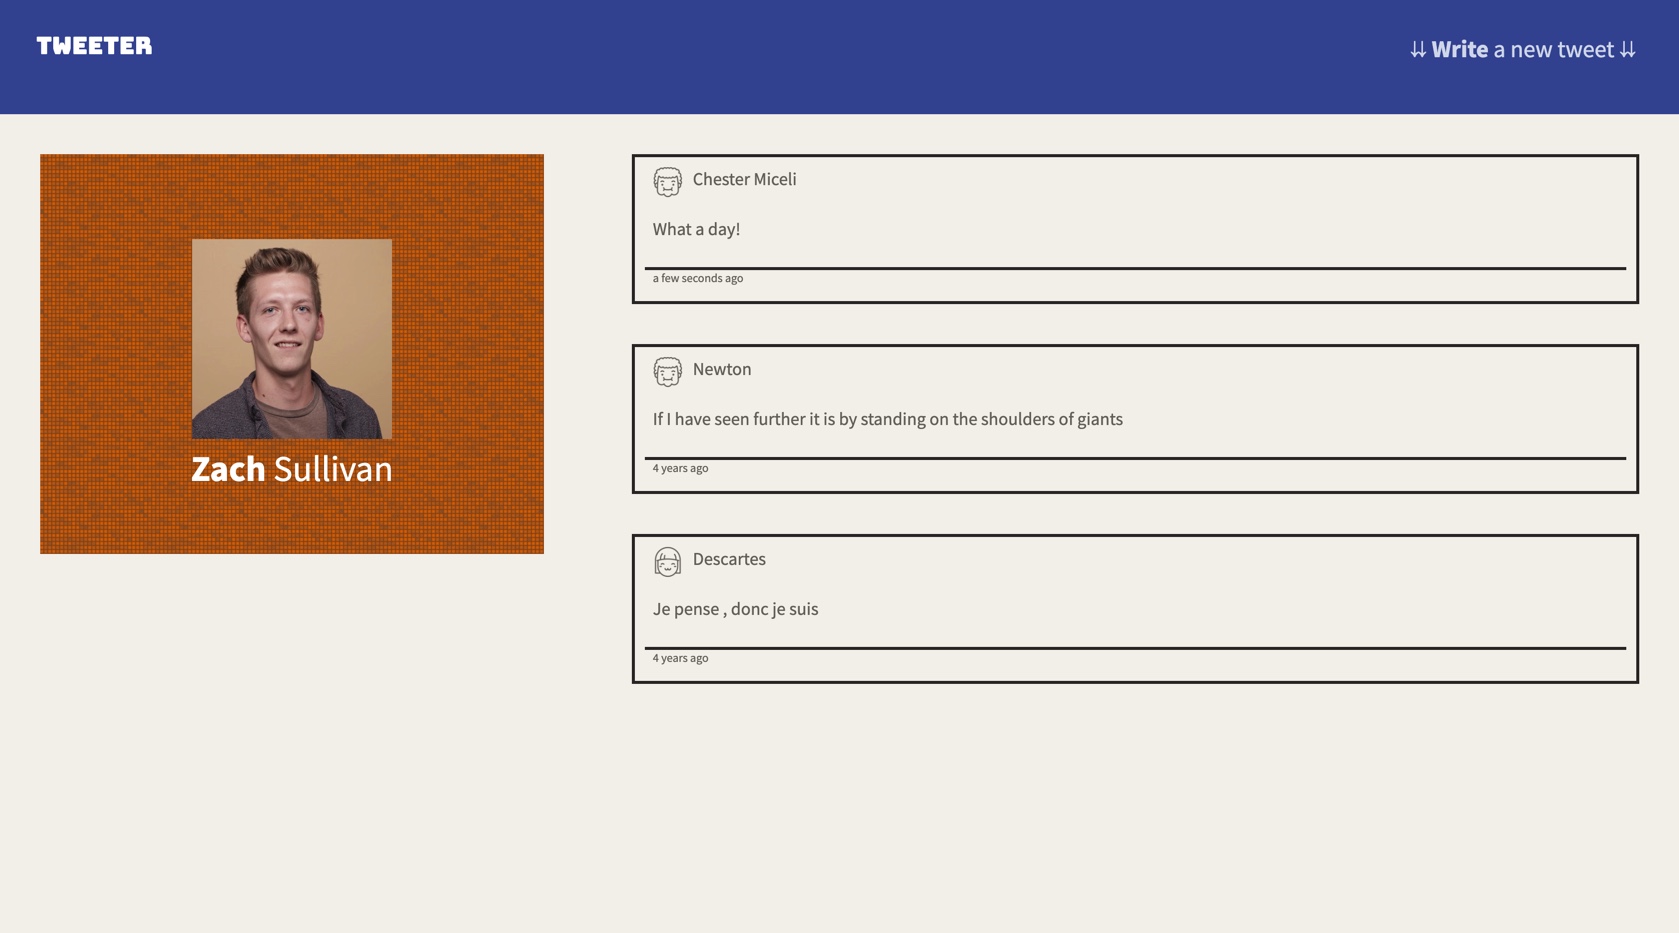 TWEETER
⇊ Write a new tweet ⇊
Zach Sullivan
Chester Miceli
What a day!
a few seconds ago
Newton
If I have seen further it is by standing on the shoulders of giants
4 years ago
Descartes
Je pense , donc je suis
4 years ago